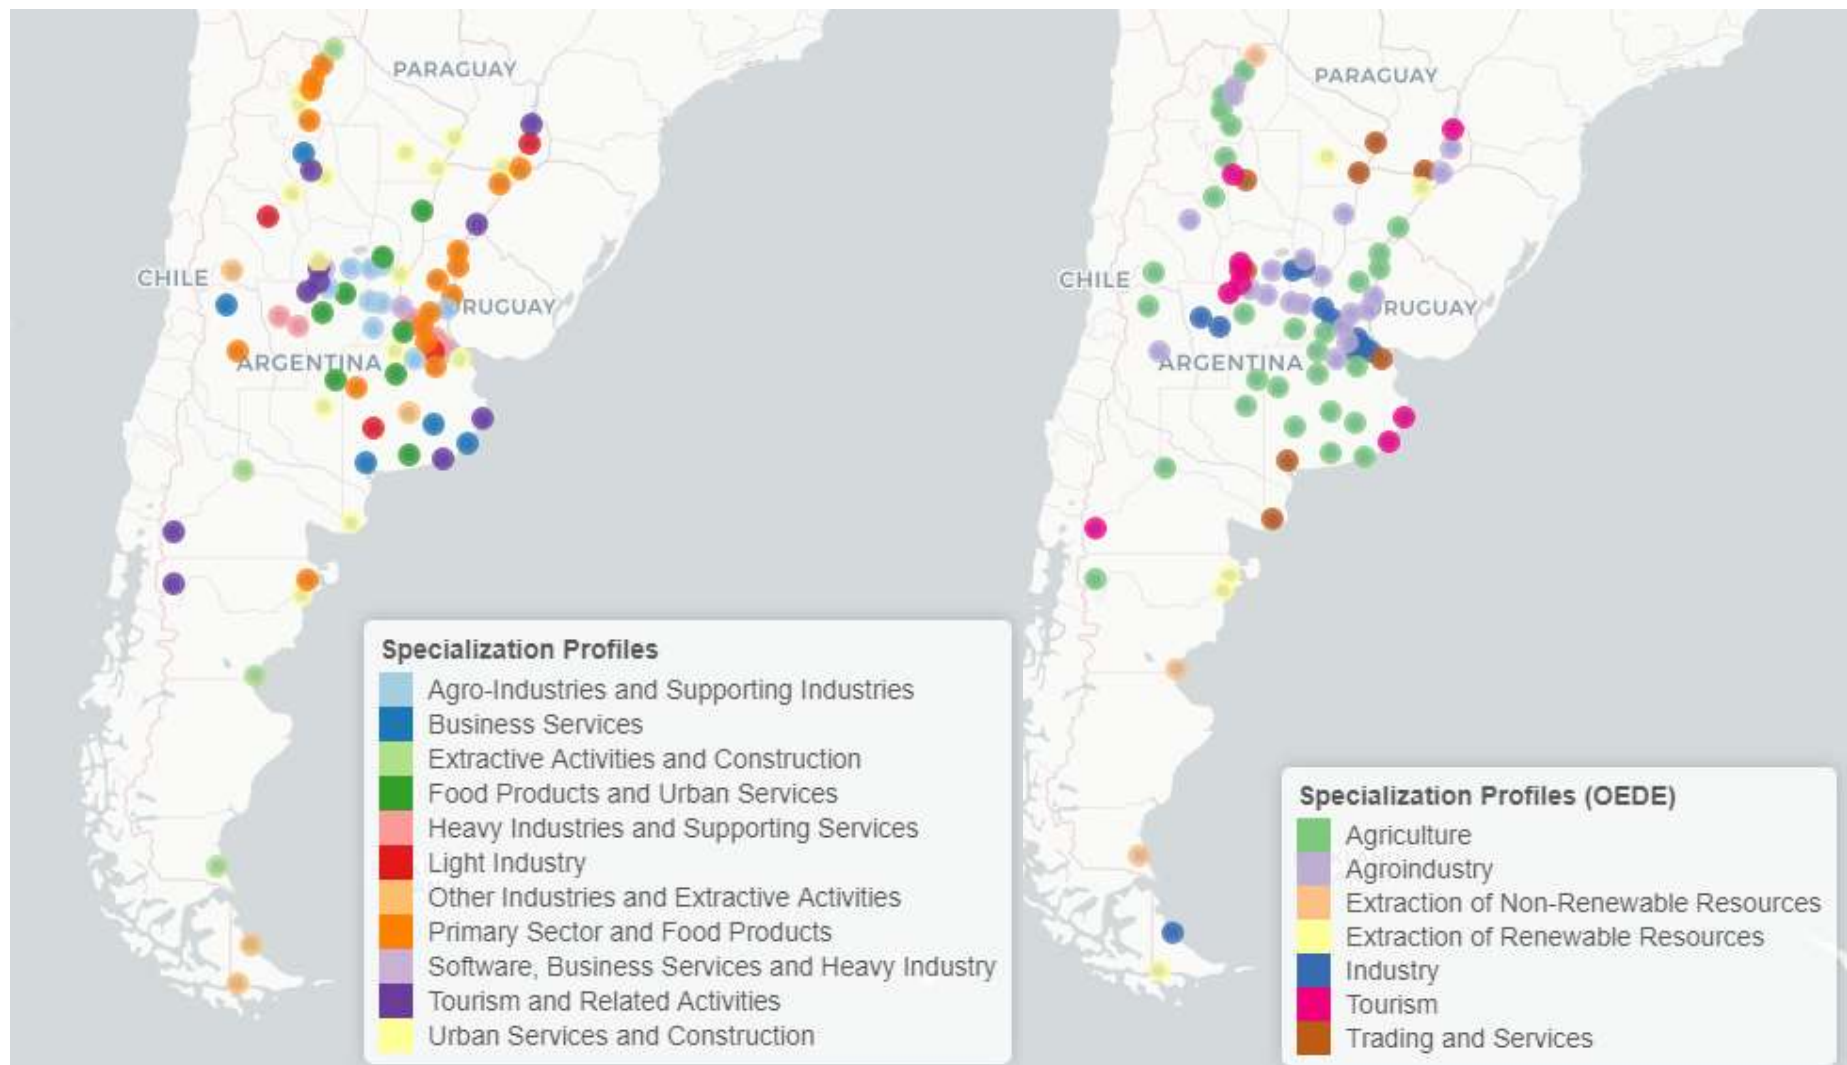 PARAGUAY
CHILE
URUGUAY
ARGENTINA
Specialization Profiles
Agro-Industries and Supporting Industries
Business Services
Extractive Activities and Construction
Food Products and Urban Services
Heavy Industries and Supporting Services
Light Industry
Other Industries and Extractive Activities
Primary Sector and Food Products
Software, Business Services and Heavy Industry
Tourism and Related Activities
Urban Services and Construction
PARAGUAY
CHILE
URUGUAY
ARGENTINA
Specialization Profiles (OEDE)
Agriculture
Agroindustry
Extraction of Non-Renewable Resources
Extraction of Renewable Resources
Industry
Tourism
Trading and Services